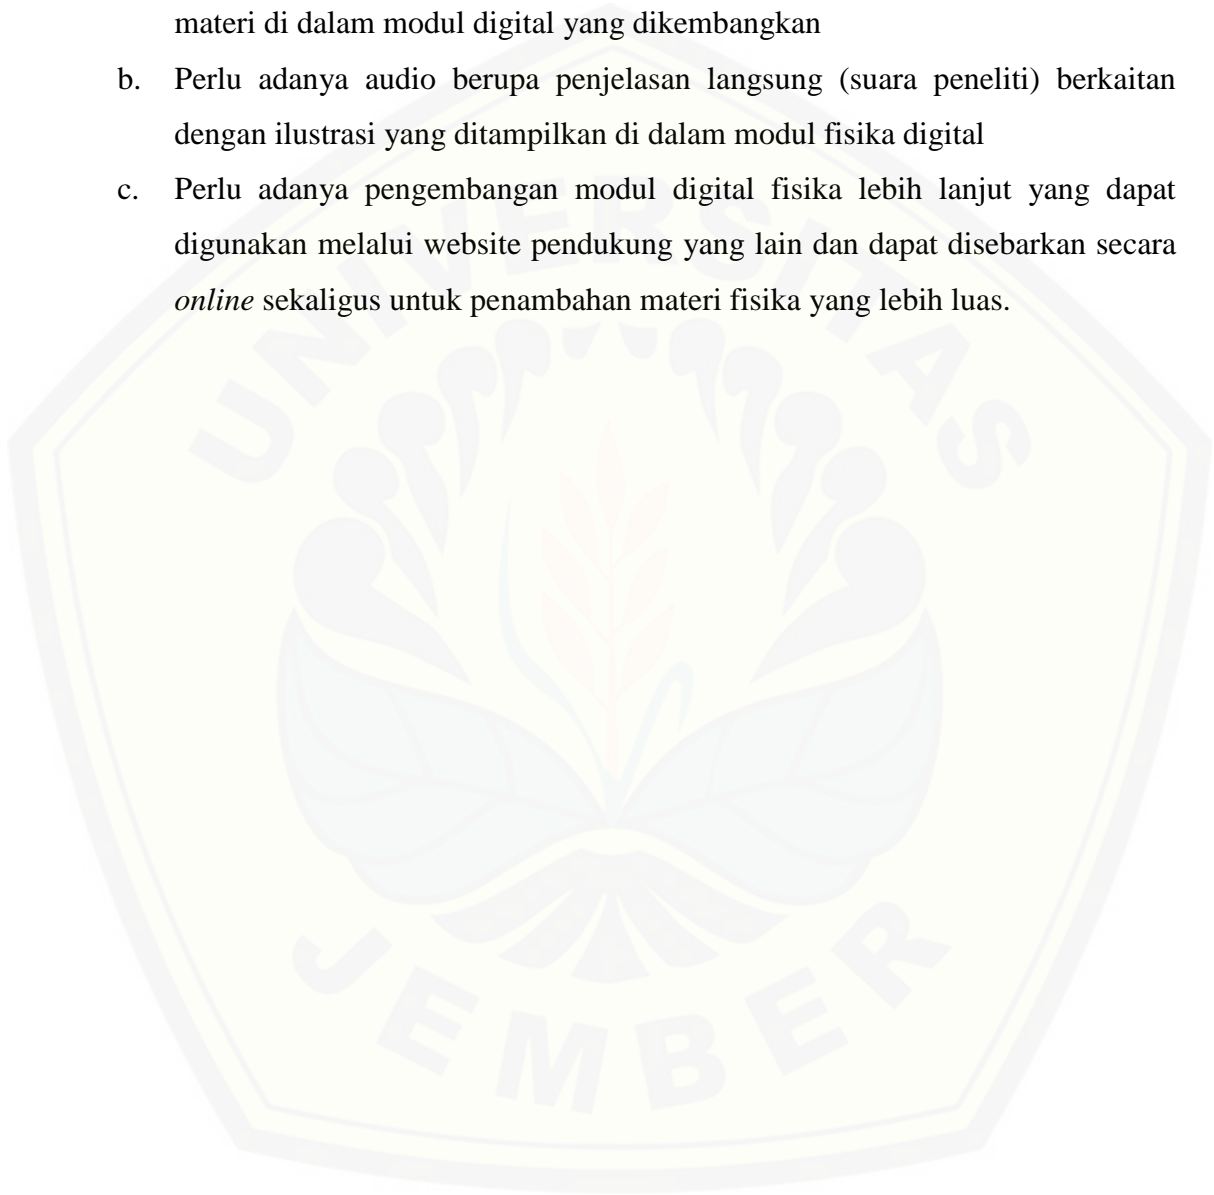 materi di dalam modul digital yang dikembangkan
b. Perlu adanya audio berupa penjelasan langsung (suara peneliti) berkaitan
dengan ilustrasi yang ditampilkan di dalam modul fisika digital
c. Perlu adanya pengembangan modul digital fisika lebih lanjut yang dapat
digunakan melalui website pendukung yang lain dan dapat disebarkan secara
online sekaligus untuk penambahan materi fisika yang lebih luas.
UNIVERSITAS
JEMBER